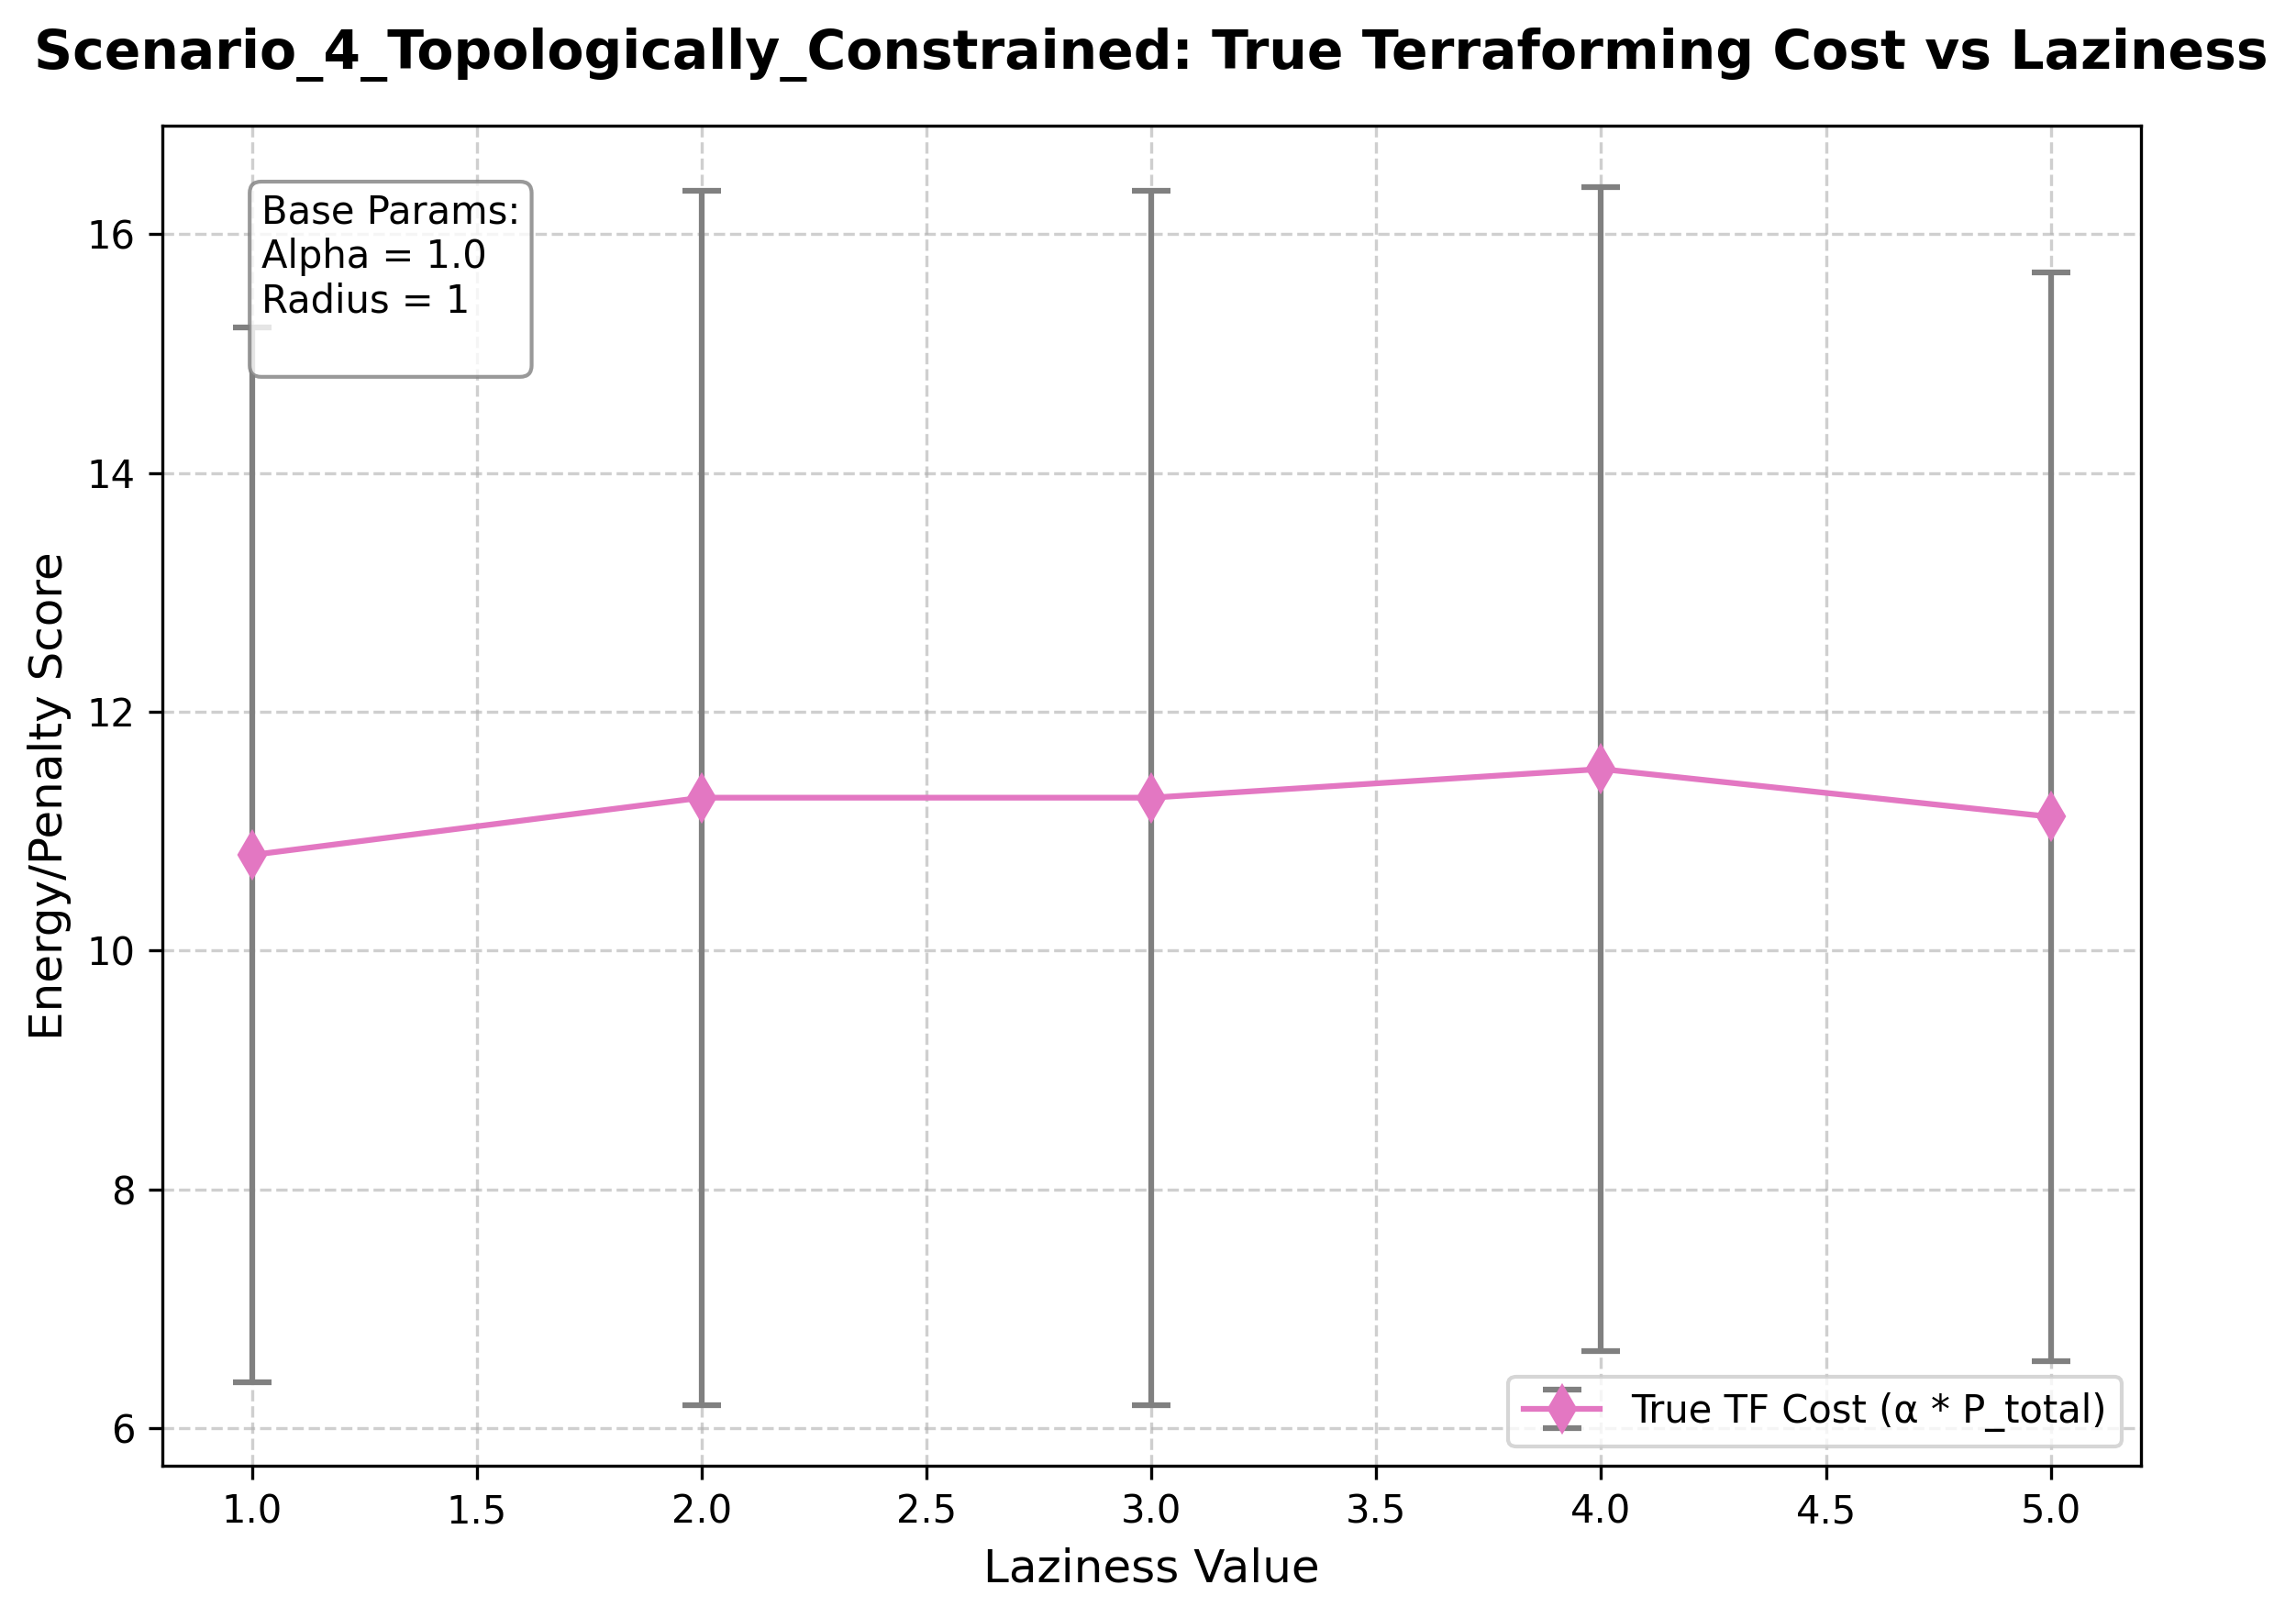 Scenario_4_Topologically_Constrained: True Terraforming Cost vs Laziness
Base Params:
Alpha = 1.0
Radius = 1
16
14
12
10
8
6
Energy/Penalty Score
True TF Cost (α * P_total)
1.0 1.5 2.0 2.5 3.0 3.5 4.0 4.5 5.0
Laziness Value